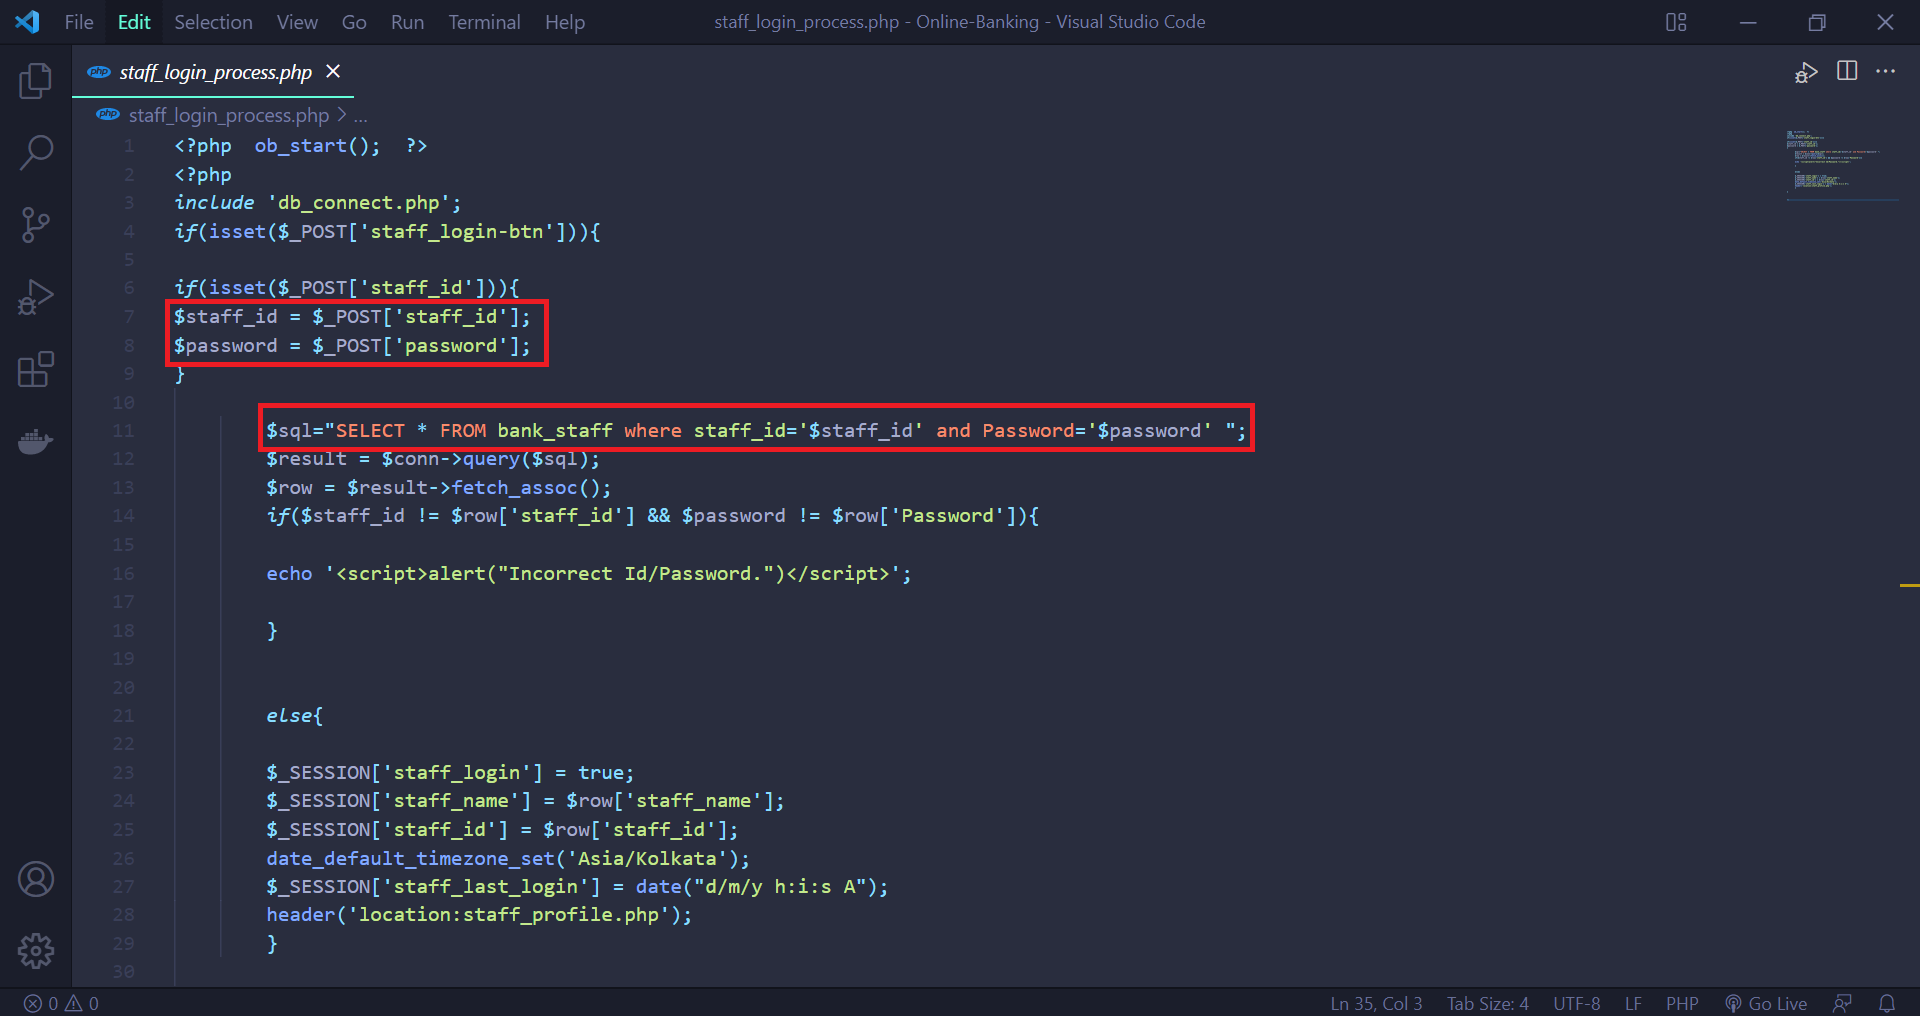 File Edit Selection View Go Run Terminal Help staff_login_process.php - Online-Banking - Visual Studio Code
php staff_login_process.php
php staff_login_process.php > ...
1 <?php  ob_start();  ?>
2 <?php
3 include 'db_connect.php';
4 if(isset($_POST['staff_login-btn'])){
5
6 if(isset($_POST['staff_id'])){
7 $staff_id = $_POST['staff_id'];
8 $password = $_POST['password'];
9 }
10
11 $sql="SELECT * FROM bank_staff where staff_id='$staff_id' and Password='$password' ";
12 $result = $conn->query($sql);
13 $row = $result->fetch_assoc();
14 if($staff_id != $row['staff_id'] && $password != $row['Password']){
15
16 echo '<script>alert("Incorrect Id/Password.")</script>';
17
18 }
19
20
21 else{
22
23 $_SESSION['staff_login'] = true;
24 $_SESSION['staff_name'] = $row['staff_name'];
25 $_SESSION['staff_id'] = $row['staff_id'];
26 date_default_timezone_set('Asia/Kolkata');
27 $_SESSION['staff_last_login'] = date("d/m/y h:i:s A");
28 header('location:staff_profile.php');
29 }
30
0 0 Ln 35, Col 3 Tab Size: 4 UTF-8 LF PHP Go Live